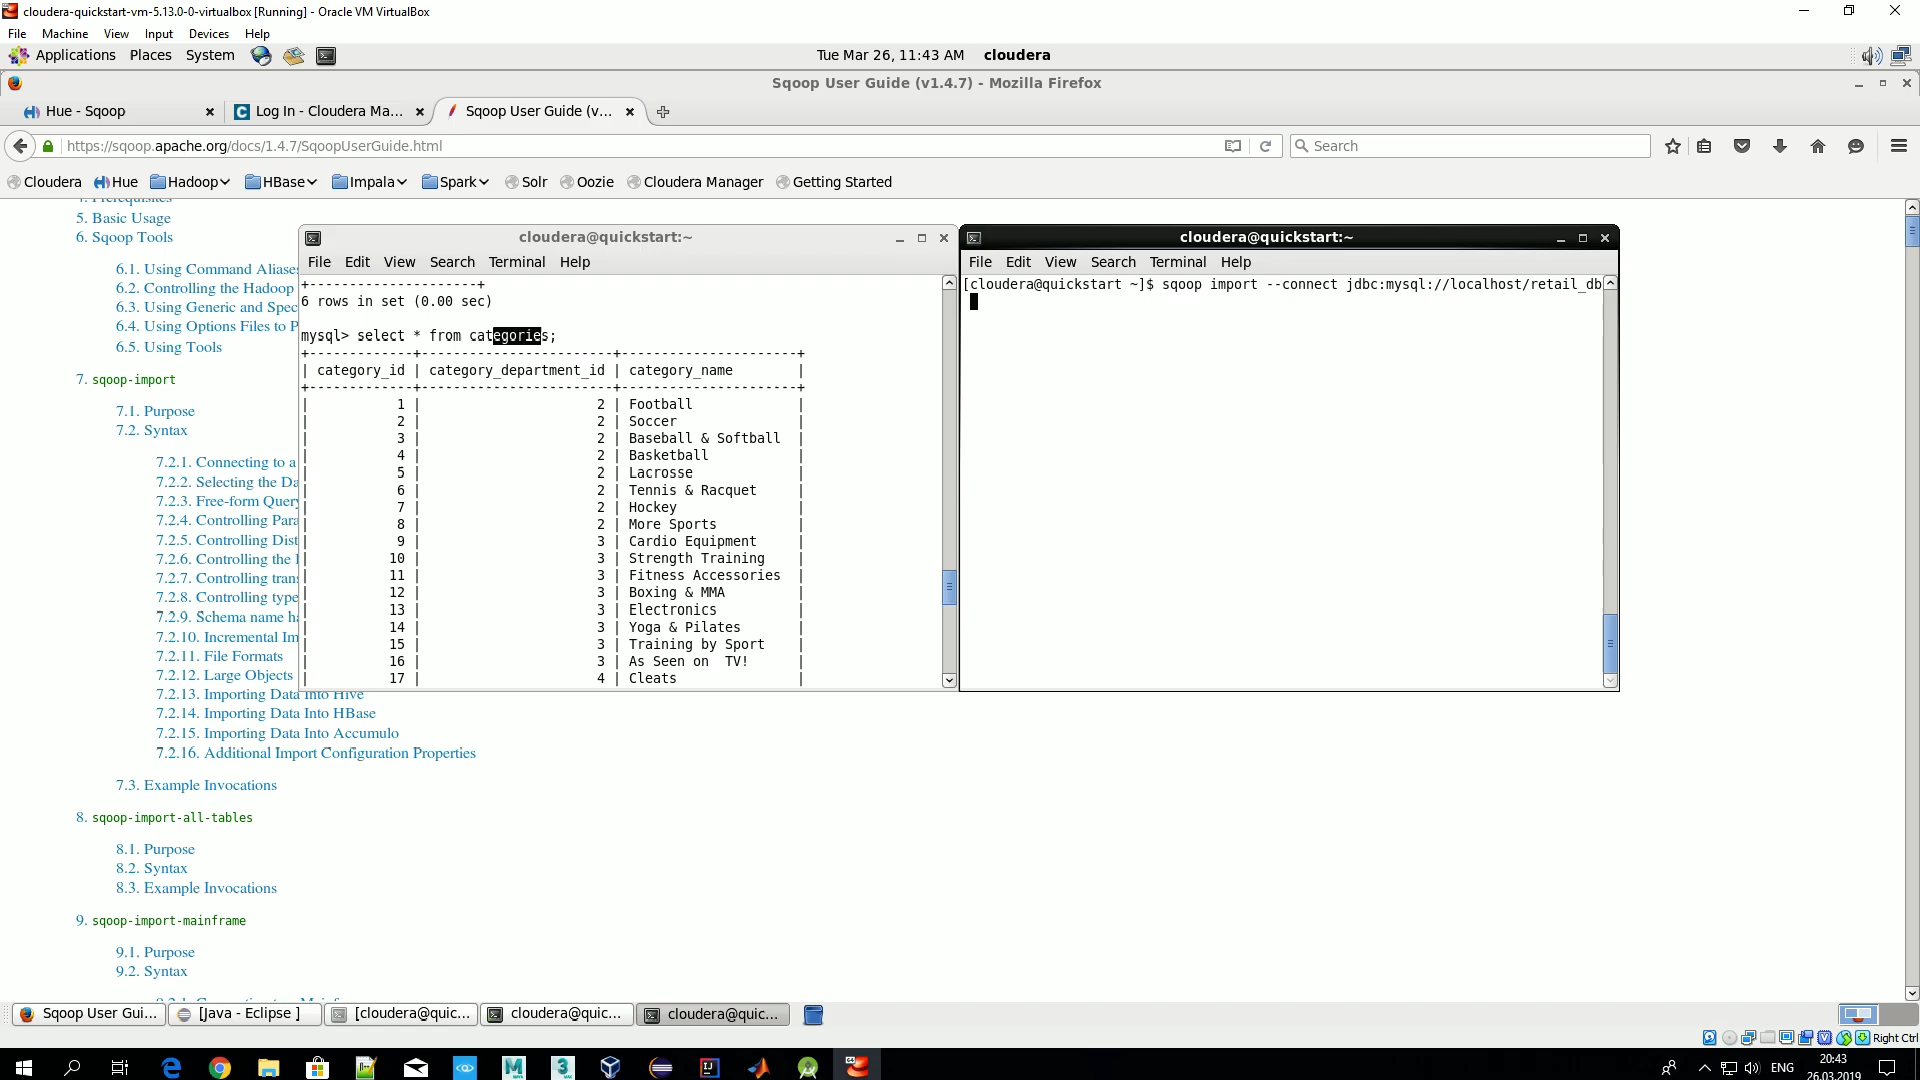 cloudera-quickstart-vm-5.13.0-0-virtualbox [Running] - Oracle VM VirtualBox
File Machine View Input Devices Help
Applications Places System Tue Mar 26, 11:43 AM cloudera
Sqoop User Guide (v1.4.7) - Mozilla Firefox
Hue - Sqoop Log In - Cloudera Ma... Sqoop User Guide (v...
https://sqoop.apache.org/docs/1.4.7/SqoopUserGuide.html Search
Cloudera Hue Hadoop HBase Impala Spark Solr Oozie Cloudera Manager Getting Started
4. Prerequisites
5. Basic Usage
6. Sqoop Tools
6.1. Using Command Aliases
6.2. Controlling the Hadoop
6.3. Using Generic and Spec
6.4. Using Options Files to P
6.5. Using Tools
7. sqoop-import
7.1. Purpose
7.2. Syntax
7.2.1. Connecting to a
7.2.2. Selecting the Da
7.2.3. Free-form Query
7.2.4. Controlling Para
7.2.5. Controlling Dist
7.2.6. Controlling the I
7.2.7. Controlling trans
7.2.8. Controlling type
7.2.9. Schema name ha
7.2.10. Incremental Im
7.2.11. File Formats
7.2.12. Large Objects
7.2.13. Importing Data Into Hive
7.2.14. Importing Data Into HBase
7.2.15. Importing Data Into Accumulo
7.2.16. Additional Import Configuration Properties
7.3. Example Invocations
8. sqoop-import-all-tables
8.1. Purpose
8.2. Syntax
8.3. Example Invocations
9. sqoop-import-mainframe
9.1. Purpose
9.2. Syntax
cloudera@quickstart:~
File Edit View Search Terminal Help
+---------------------+
6 rows in set (0.00 sec)
mysql> select * from categories;
+-------------+------------------------+----------------------+
| category_id | category_department_id | category_name |
+-------------+------------------------+----------------------+
| 1 | 2 | Football |
| 2 | 2 | Soccer |
| 3 | 2 | Baseball & Softball |
| 4 | 2 | Basketball |
| 5 | 2 | Lacrosse |
| 6 | 2 | Tennis & Racquet |
| 7 | 2 | Hockey |
| 8 | 2 | More Sports |
| 9 | 3 | Cardio Equipment |
| 10 | 3 | Strength Training |
| 11 | 3 | Fitness Accessories |
| 12 | 3 | Boxing & MMA |
| 13 | 3 | Electronics |
| 14 | 3 | Yoga & Pilates |
| 15 | 3 | Training by Sport |
| 16 | 3 | As Seen on  TV! |
| 17 | 4 | Cleats |
cloudera@quickstart:~
File Edit View Search Terminal Help
[cloudera@quickstart ~]$ sqoop import --connect jdbc:mysql://localhost/retail_db
Sqoop User Gui... [Java - Eclipse ] [cloudera@quic... cloudera@quic... cloudera@quic...
Right Ctrl
ENG 20:43
26.03.2019